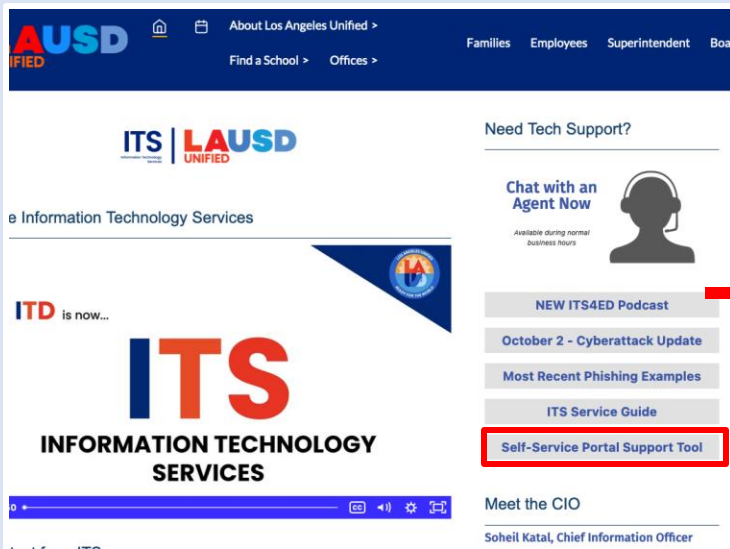 LAUSD
UNIFIED
About Los Angeles Unified >
Find a School >
Offices >
Families
Employees
Superintendent
ITS
LAUSD
UNIFIED
Information Technology Services
ITD is now...
ITS
INFORMATION TECHNOLOGY
SERVICES
CC
Need Tech Support?
Chat with an
Agent Now
Available during normal
business hours
NEW ITS4ED Podcast
October 2 - Cyberattack Update
Most Recent Phishing Examples
ITS Service Guide
Self-Service Portal Support Tool
Meet the CIO
Soheil Katal, Chief Information Officer